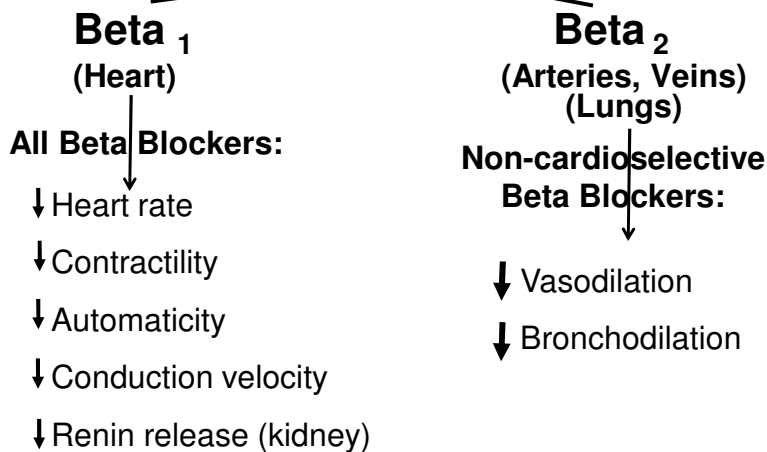 Beta 1
(Heart)
All Beta Blockers:
↓ Heart rate
↓ Contractility
↓ Automaticity
↓ Conduction velocity
↓ Renin release (kidney)
Beta 2
(Arteries, Veins)
(Lungs)
Non-cardioselective
Beta Blockers:
↓ Vasodilation
↓ Bronchodilation